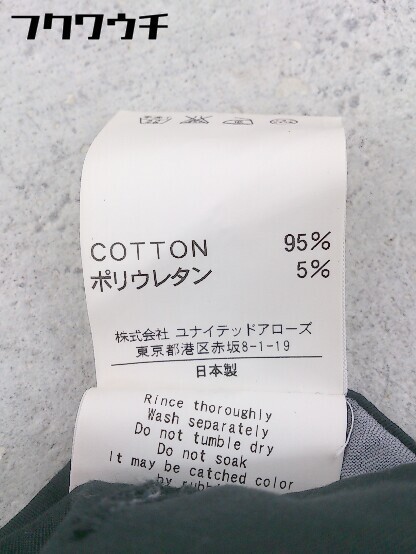 フクワウチ
COTTON 95%
ポリウレタン 5%
株式会社 ユナイテッドアローズ
東京都港区赤坂8-1-19
日本製
Rince thoroughly
Wash separately
Do not tumble dry
Do not soak
It may be catched color
by